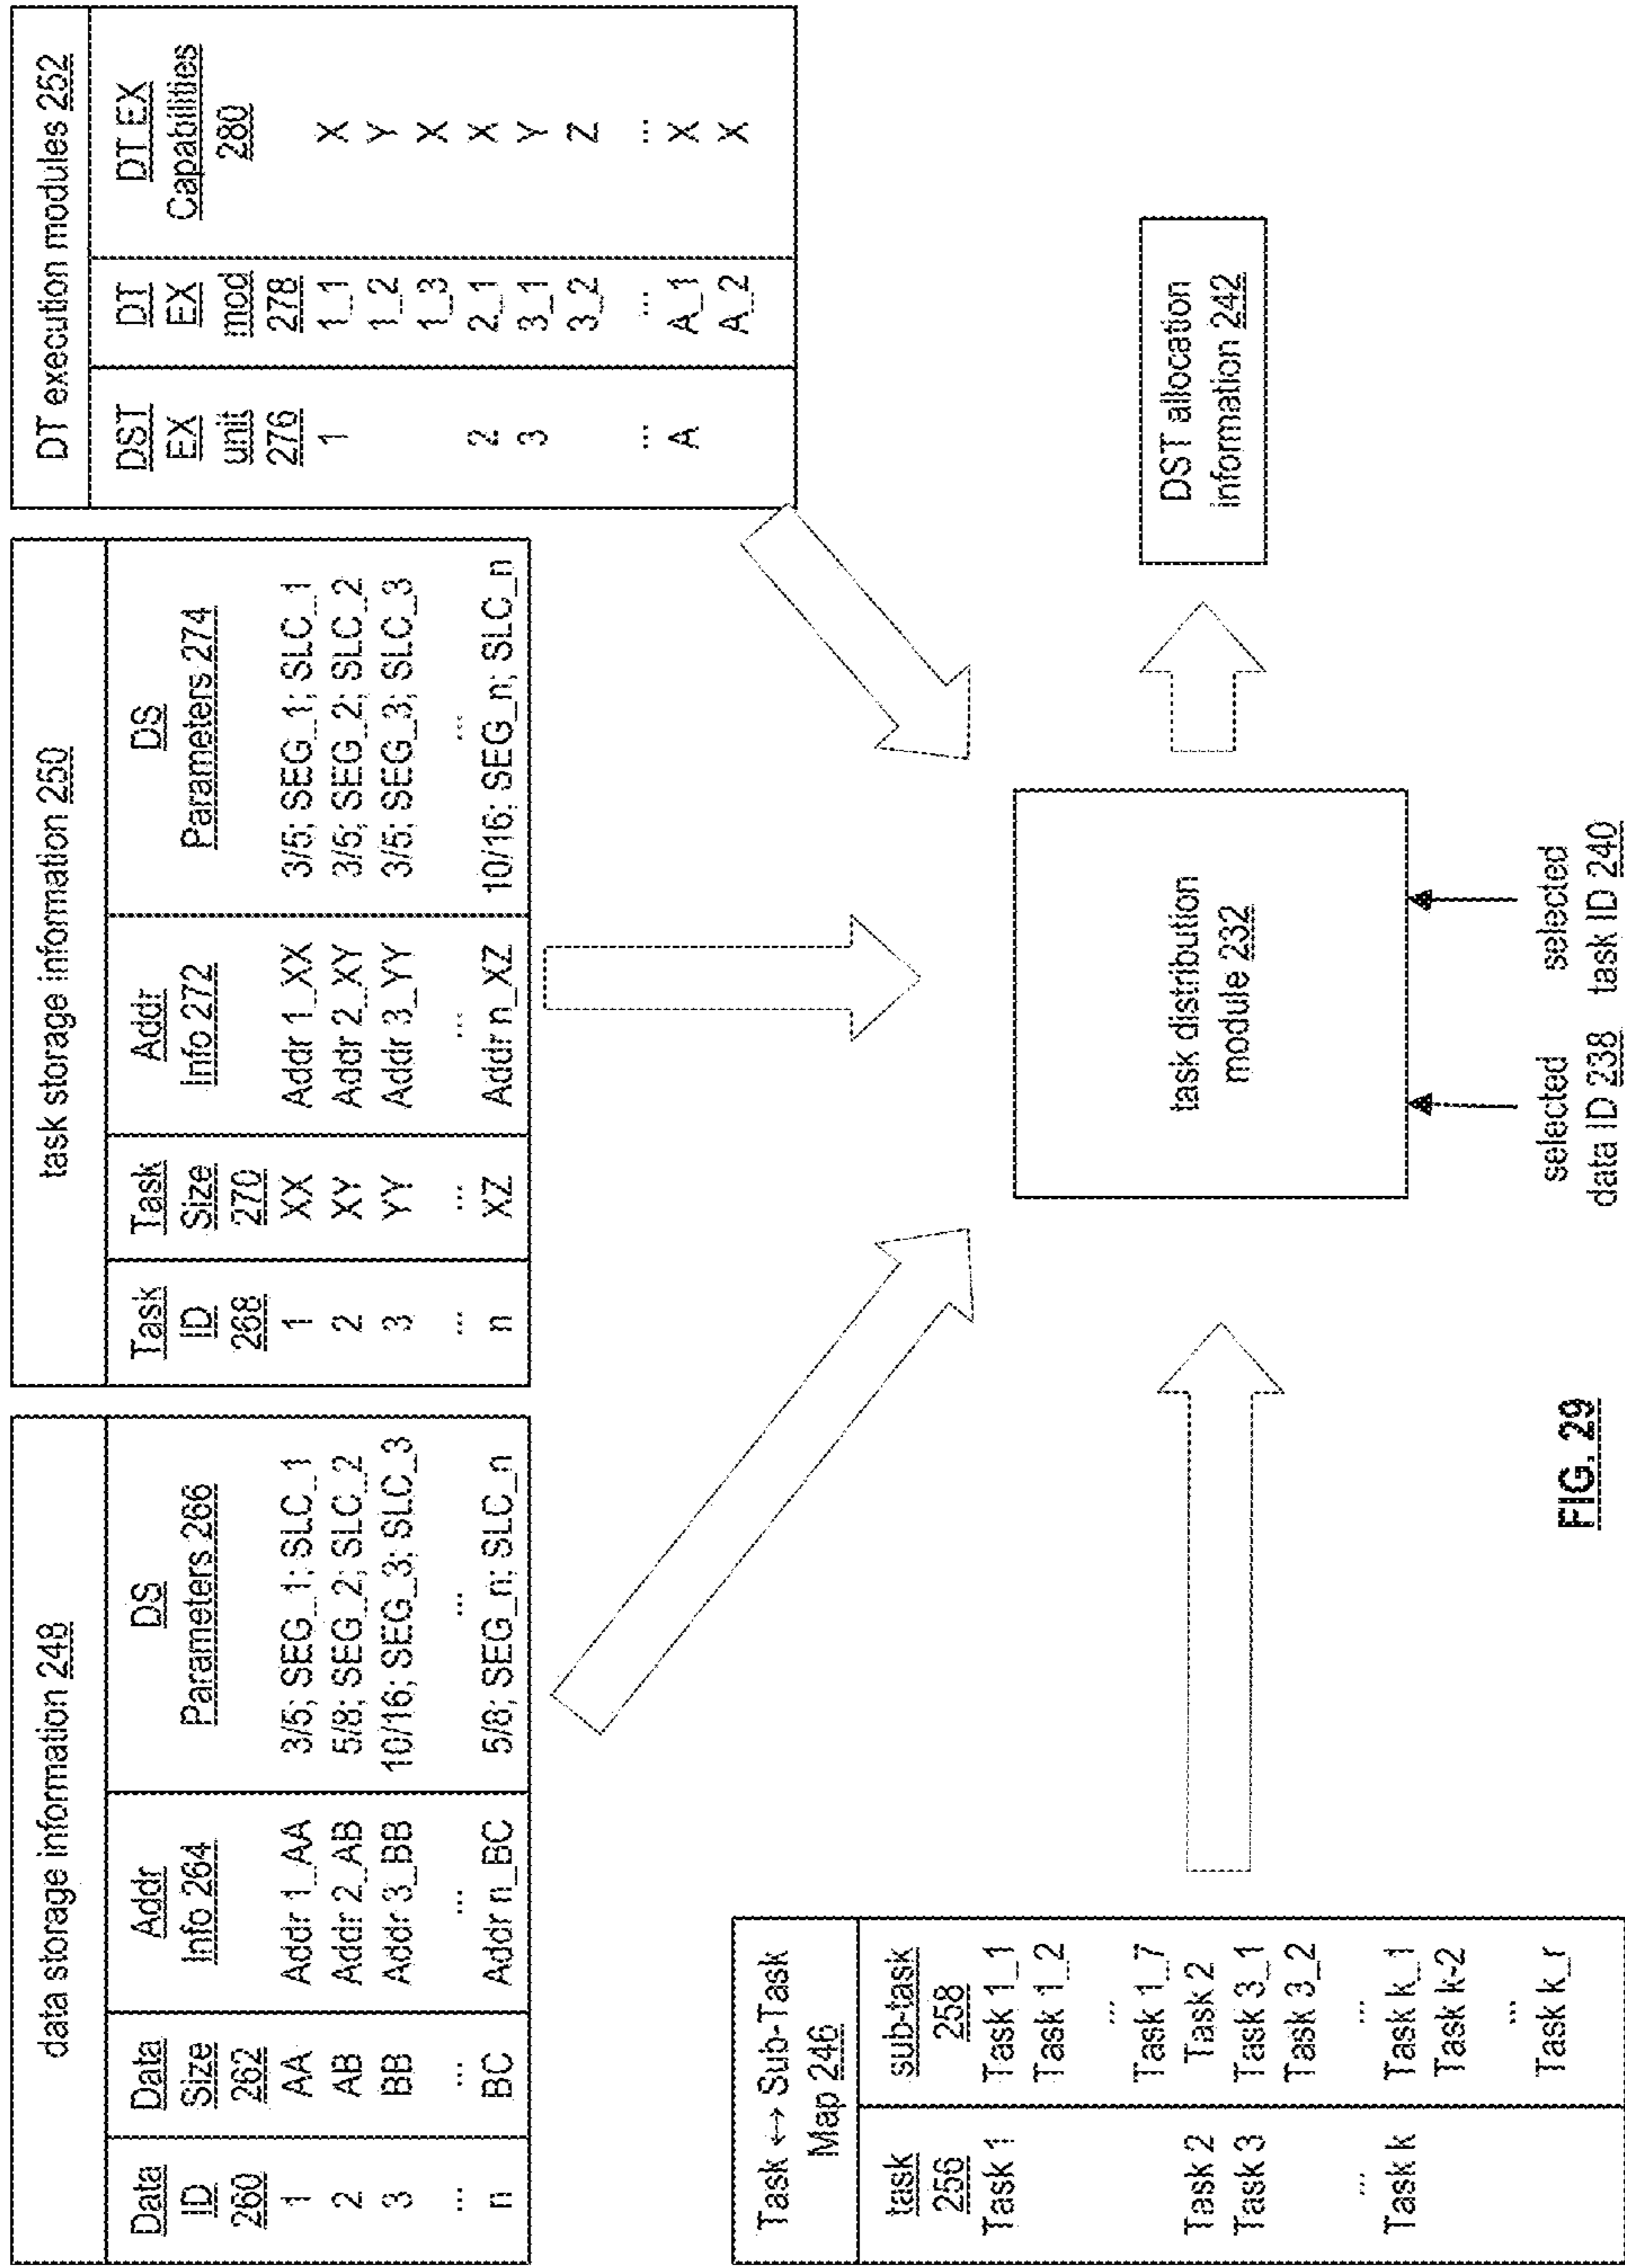 data storage information 248
Data ID 260 Data Size 262 Addr Info 264 DS Parameters 266
1 AA Addr 1_AA 3/5; SEG_1; SLC_1
2 AB Addr 2_AB 5/8; SEG_2; SLC_2
3 BB Addr 3_BB 10/16; SEG_3; SLC_3
... ... ... ...
n BC Addr n_BC 5/8; SEG_n; SLC_n
task storage information 250
Task ID 268 Task Size 270 Addr Info 272 DS Parameters 274
1 XX Addr 1_XX 3/5; SEG_1; SLC_1
2 XY Addr 2_XY 3/5; SEG_2; SLC_2
3 YY Addr 3_YY 3/5; SEG_3; SLC_3
... ... ... ...
n XZ Addr n_XZ 10/16; SEG_n; SLC_n
DT execution modules 252
DST EX unit 276 DT EX mod 278 DT EX Capabilities 280
1 1_1 X
1_2 Y
1_3 X
2 2_1 X
3 3_1 Y
3_2 Z
... ... ...
A A_1 X
A_2 X
Task ↔ Sub-Task
Map 246
task 256 sub-task 258
Task 1 Task 1_1
Task 1_2
...
Task 1_7
Task 2 Task 2
Task 3 Task 3_1
Task 3_2
... ...
Task k Task k_1
Task k-2
...
Task k_r
task distribution
module 232
DST allocation
information 242
selected
data ID 238
selected
task ID 240
FIG. 29